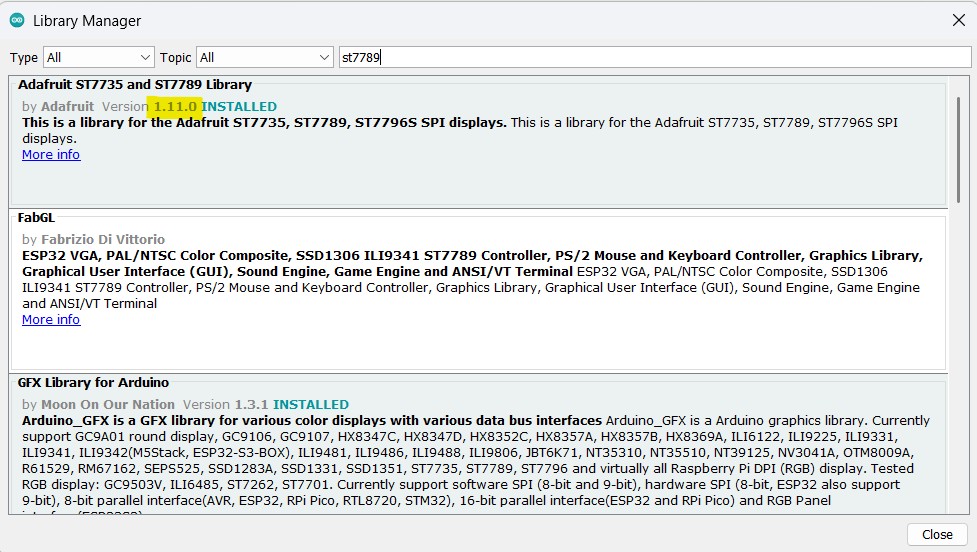 Library Manager
Type All Topic All st7789
Adafruit ST7735 and ST7789 Library
by Adafruit Version 1.11.0 INSTALLED
This is a library for the Adafruit ST7735, ST7789, ST7796S SPI displays. This is a library for the Adafruit ST7735, ST7789, ST7796S SPI
displays.
More info
FabGL
by Fabrizio Di Vittorio
ESP32 VGA, PAL/NTSC Color Composite, SSD1306 ILI9341 ST7789 Controller, PS/2 Mouse and Keyboard Controller, Graphics Library,
Graphical User Interface (GUI), Sound Engine, Game Engine and ANSI/VT Terminal ESP32 VGA, PAL/NTSC Color Composite, SSD1306
ILI9341 ST7789 Controller, PS/2 Mouse and Keyboard Controller, Graphics Library, Graphical User Interface (GUI), Sound Engine, Game Engine
and ANSI/VT Terminal
More info
GFX Library for Arduino
by Moon On Our Nation Version 1.3.1 INSTALLED
Arduino_GFX is a GFX library for various color displays with various data bus interfaces Arduino_GFX is a Arduino graphics library. Currently
support GC9A01 round display, GC9106, GC9107, HX8347C, HX8347D, HX8352C, HX8357A, HX8357B, HX8369A, ILI6122, ILI9225, ILI9331,
ILI9341, ILI9342(M5Stack, ESP32-S3-BOX), ILI9481, ILI9486, ILI9488, ILI9806, JBT6K71, NT35310, NT35510, NT39125, NV3041A, OTM8009A,
R61529, RM67162, SEPS525, SSD1283A, SSD1331, SSD1351, ST7735, ST7789, ST7796 and virtually all Raspberry Pi DPI (RGB) display. Tested
RGB display: GC9503V, ILI6485, ST7262, ST7701. Currently support software SPI (8-bit and 9-bit), hardware SPI (8-bit, ESP32 also support
9-bit), 8-bit parallel interface(AVR, ESP32, RPi Pico, RTL8720, STM32), 16-bit parallel interface(ESP32 and RPi Pico) and RGB Panel
Close